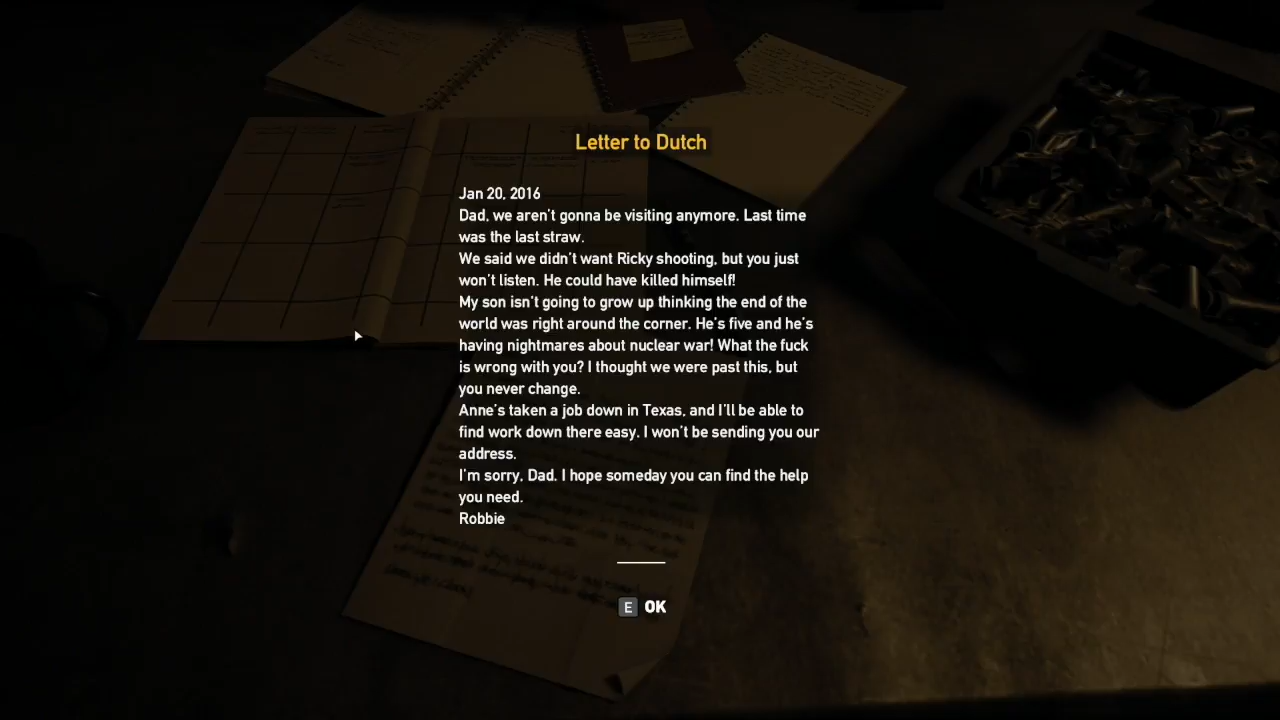 Letter to Dutch
Jan 20, 2016
Dad, we aren't gonna be visiting anymore. Last time
was the last straw.
We said we didn't want Ricky shooting, but you just
won't listen. He could have killed himself!
My son isn't going to grow up thinking the end of the
world was right around the corner. He's five and he's
having nightmares about nuclear war! What the fuck
is wrong with you? I thought we were past this, but
you never change.
Anne's taken a job down in Texas, and I'll be able to
find work down there easy. I won't be sending you our
address.
I'm sorry, Dad. I hope someday you can find the help
you need.
Robbie
E OK